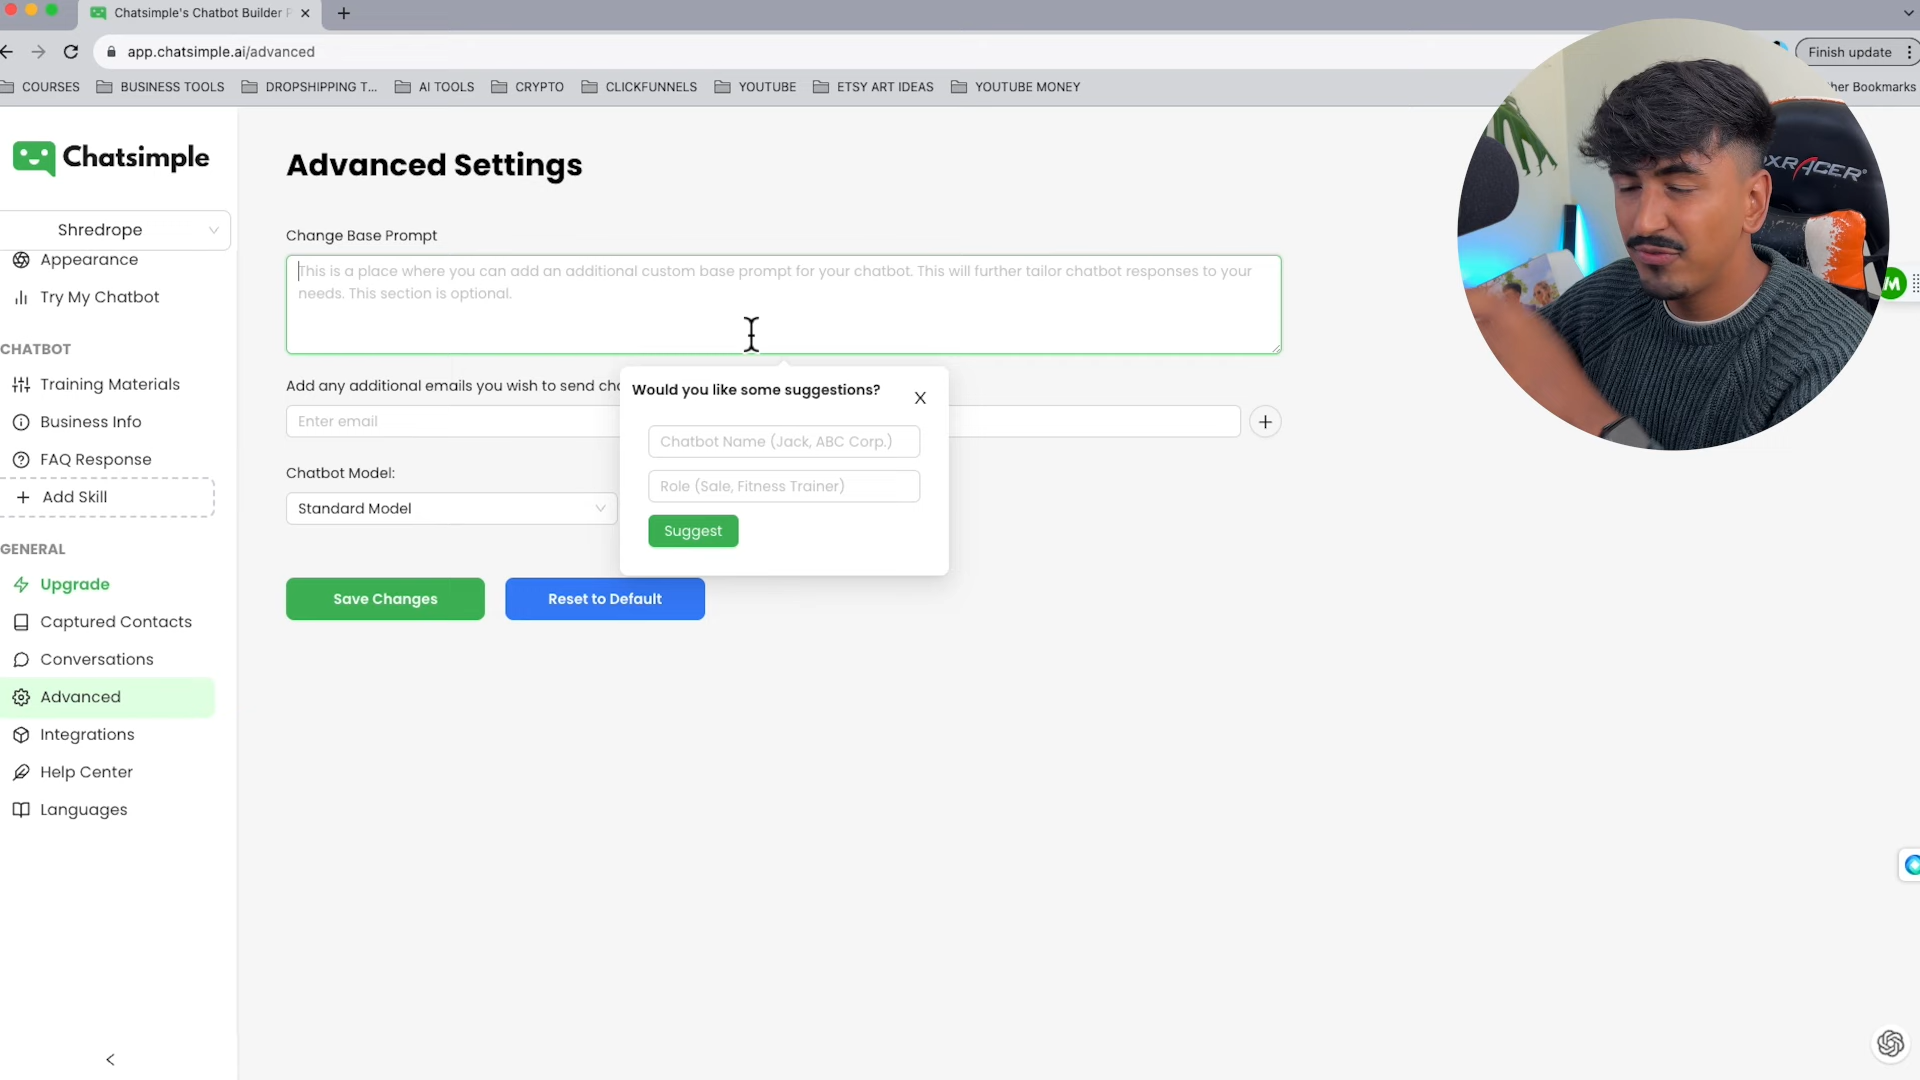 Chatsimple's Chatbot Builder
app.chatsimple.ai/advanced
Finish update
COURSES
BUSINESS TOOLS
DROPSHIPPING T...
AI TOOLS
CRYPTO
CLICKFUNNELS
YOUTUBE
ETSY ART IDEAS
YOUTUBE MONEY
Bookmarks
Chatsimple
Shredrope
Appearance
Try My Chatbot
CHATBOT
Training Materials
Business Info
FAQ Response
Add Skill
GENERAL
Upgrade
Captured Contacts
Conversations
Advanced
Integrations
Help Center
Languages
Advanced Settings
Change Base Prompt
This is a place where you can add an additional custom base prompt for your chatbot. This will further tailor chatbot responses to your
needs. This section is optional.
Add any additional emails you wish to send
Enter email
Chatbot Model:
Standard Model
Save Changes
Reset to Default
Would you like some suggestions?
X
Chatbot Name (Jack, ABC Corp.)
Role (Sale, Fitness Trainer)
Suggest
M